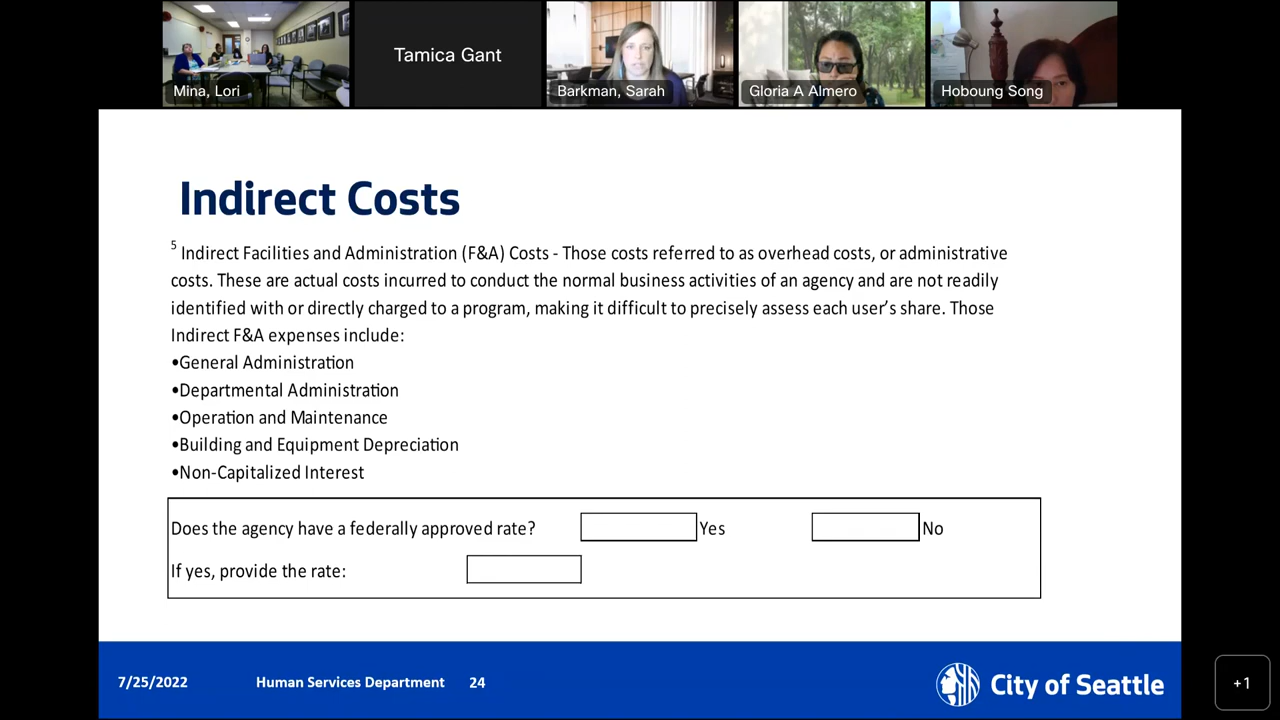 Mina, Lori
Tamica Gant
Barkman, Sarah
Gloria A Almero
Hoboung Song
Indirect Costs
5 Indirect Facilities and Administration (F&A) Costs - Those costs referred to as overhead costs, or administrative
costs. These are actual costs incurred to conduct the normal business activities of an agency and are not readily
identified with or directly charged to a program, making it difficult to precisely assess each user’s share. Those
Indirect F&A expenses include:
•General Administration
•Departmental Administration
•Operation and Maintenance
•Building and Equipment Depreciation
•Non-Capitalized Interest
Does the agency have a federally approved rate? Yes No
If yes, provide the rate:
7/25/2022 Human Services Department 24 City of Seattle
+1